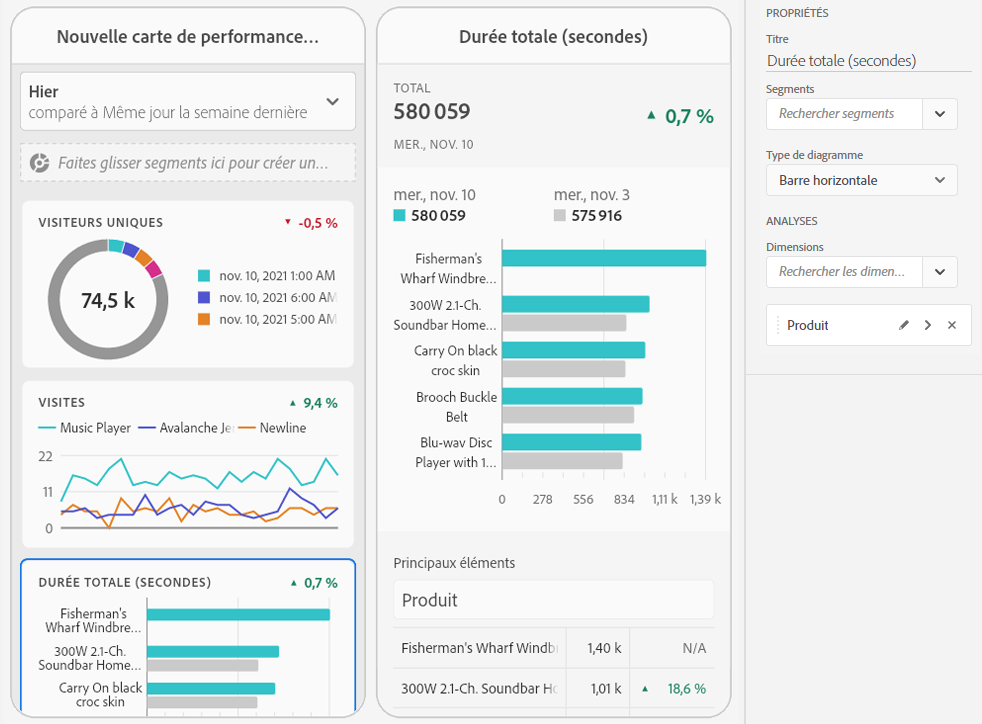 Nouvelle carte de performance…
Hier
comparé à Même jour la semaine dernière
Faites glisser segments ici pour créer un…
VISITEURS UNIQUES
-0,5 %
74,5 k
nov. 10, 2021 1:00 AM
nov. 10, 2021 6:00 AM
nov. 10, 2021 5:00 AM
VISITES
9,4 %
Music Player
Avalanche Je
Newline
22
11
0
DURÉE TOTALE (SECONDES)
0,7 %
Fisherman's
Wharf Windbre...
300W 2.1-Ch.
Soundbar Home...
Carry On black
croc skin
Durée totale (secondes)
TOTAL
580 059
0,7 %
MER., NOV. 10
mer., nov. 10
580 059
mer., nov. 3
575 916
Fisherman's
Wharf Windbre...
300W 2.1-Ch.
Soundbar Home...
Carry On black
croc skin
Brooch Buckle
Belt
Blu-wav Disc
Player with 1...
0 278 556 834 1,11 k 1,39 k
Principaux éléments
Produit
Fisherman's Wharf Windb 1,40 k N/A
300W 2.1-Ch. Soundbar Ho 1,01 k 18,6 %
PROPRIÉTÉS
Titre
Durée totale (secondes)
Segments
Rechercher segments
Type de diagramme
Barre horizontale
ANALYSES
Dimensions
Rechercher les dimen...
Produit